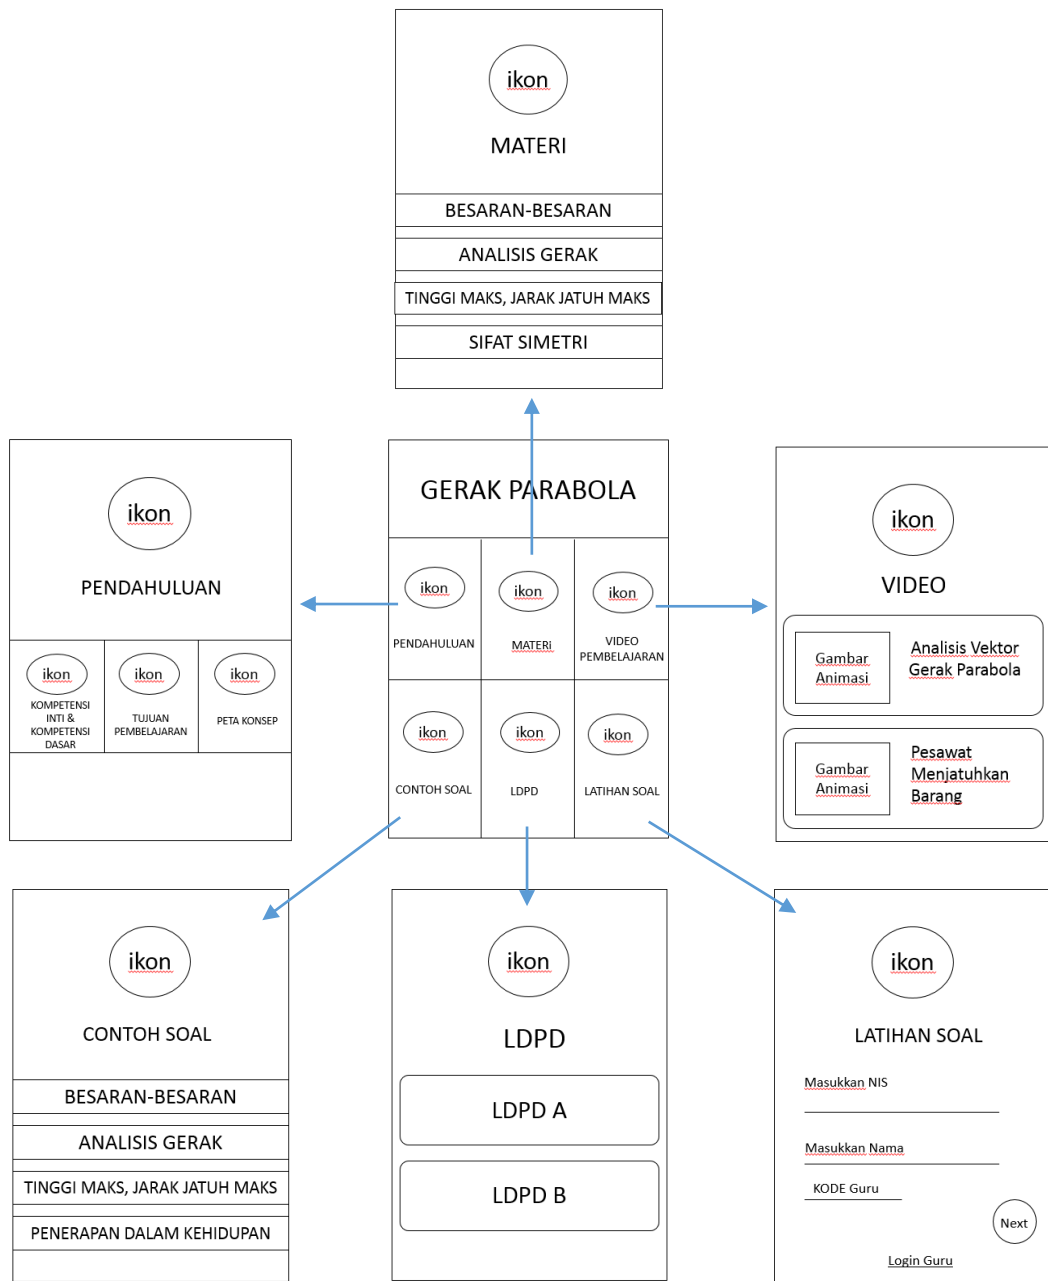 ikon
MATERI
BESARAN-BESARAN
ANALISIS GERAK
TINGGI MAKS, JARAK JATUH MAKS
SIFAT SIMETRI
ikon
PENDAHULUAN
ikon
KOMPETENSI
INTI &
KOMPETENSI
DASAR
ikon
TUJUAN
PEMBELAJARAN
ikon
PETA KONSEP
GERAK PARABOLA
ikon
PENDAHULUAN
ikon
MATERi
ikon
VIDEO
PEMBELAJARAN
ikon
CONTOH SOAL
ikon
LDPD
ikon
LATIHAN SOAL
ikon
VIDEO
Gambar
Animasi
Analisis Vektor
Gerak Parabola
Gambar
Animasi
Pesawat
Menjatuhkan
Barang
ikon
CONTOH SOAL
BESARAN-BESARAN
ANALISIS GERAK
TINGGI MAKS, JARAK JATUH MAKS
PENERAPAN DALAM KEHIDUPAN
ikon
LDPD
LDPD A
LDPD B
ikon
LATIHAN SOAL
Masukkan NIS
Masukkan Nama
KODE Guru
Next
Login Guru